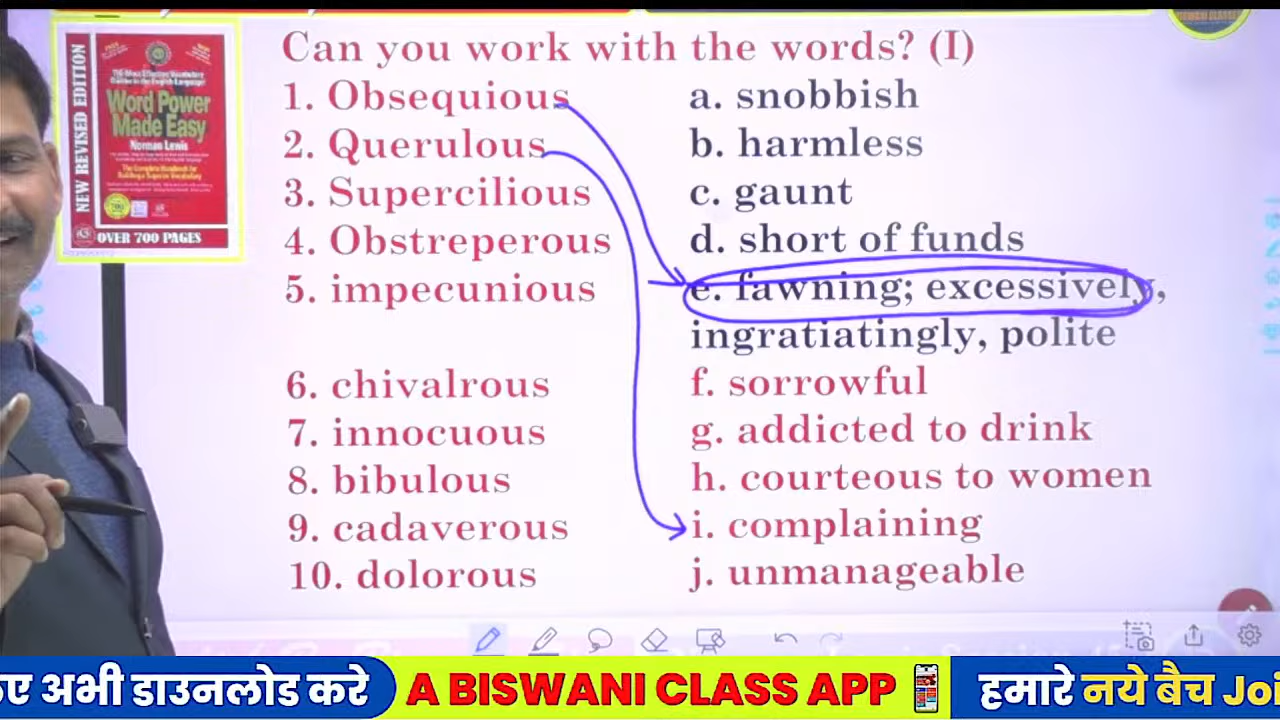 Can you work with the words? (I)
1. Obsequious
2. Querulous
3. Supercilious
4. Obstreperous
5. impecunious
6. chivalrous
7. innocuous
8. bibulous
9. cadaverous
10. dolorous
a. snobbish
b. harmless
c. gaunt
d. short of funds
e. fawning; excessively,
ingratiatingly, polite
f. sorrowful
g. addicted to drink
h. courteous to women
i. complaining
j. unmanageable
NEW REVISED EDITION
Word Power
Made Easy
Norman Lewis
OVER 700 PAGES
अभी डाउनलोड करे
A BISWANI CLASS APP
हमारे नये बैच Joi